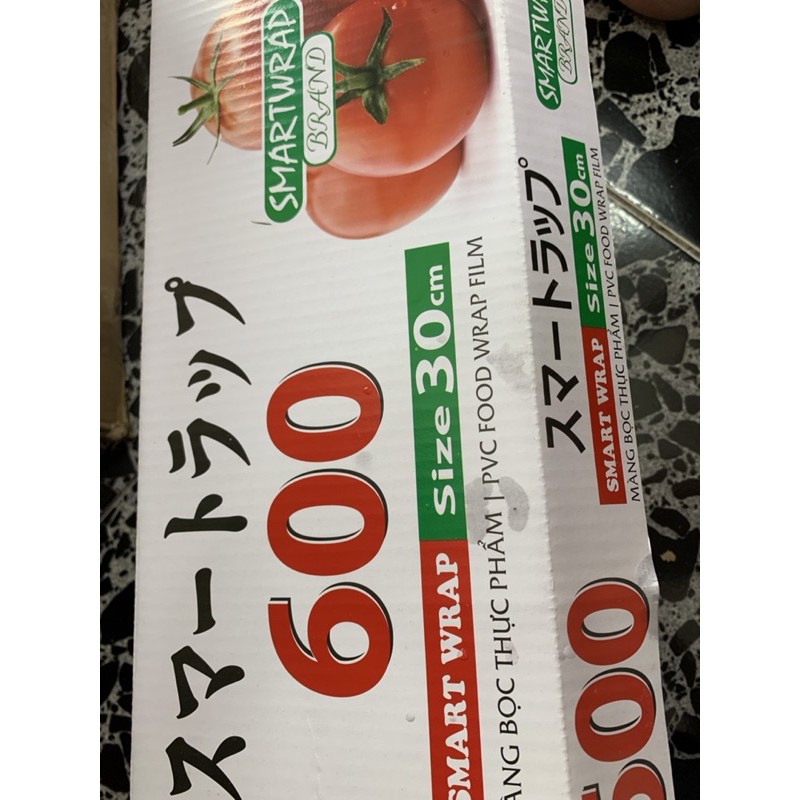 SMARTWRAP
BRAND
スマートラップ
600
SMART WRAP Size 30cm
MÀNG BỌC THỰC PHẨM | PVC FOOD WRAP FILM
BRAND
スマートラップ
SMART WRAP Size 30cm
MÀNG BỌC THỰC PHẨM | PVC FOOD WRAP FILM
600